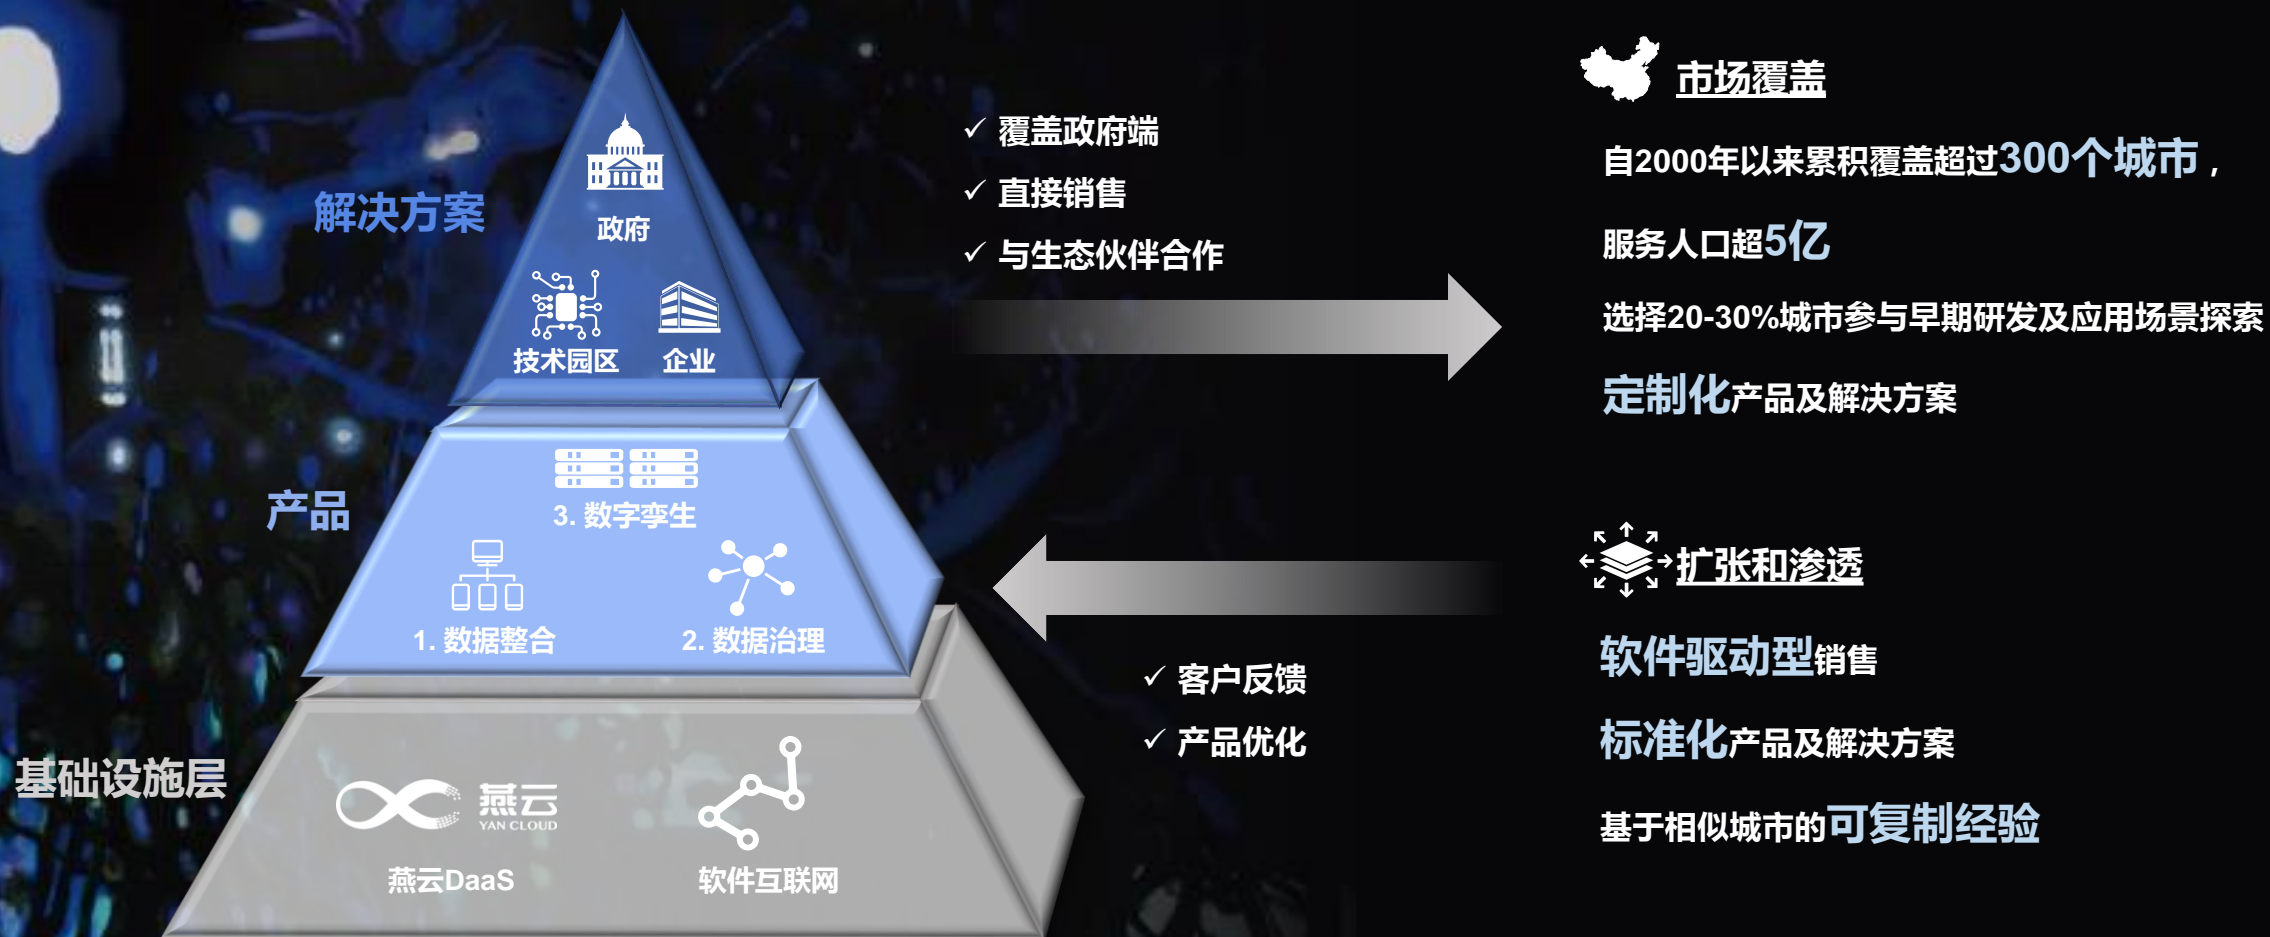 解决方案
政府
技术园区
企业
产品
3. 数字孪生
1. 数据整合
2. 数据治理
基础设施层
燕云
YAN CLOUD
燕云DaaS
软件互联网
✓ 覆盖政府端
✓ 直接销售
✓ 与生态伙伴合作
✓ 客户反馈
✓ 产品优化
市场覆盖
自2000年以来累积覆盖超过300个城市，
服务人口超5亿
选择20-30%城市参与早期研发及应用场景探索
定制化产品及解决方案
扩张和渗透
软件驱动型销售
标准化产品及解决方案
基于相似城市的可复制经验